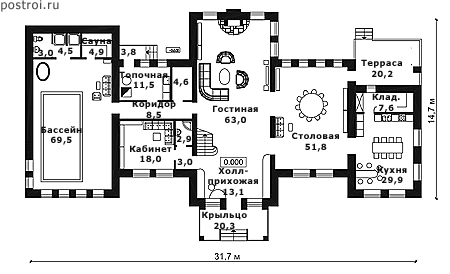 postroi.ru
Сауна
3,0
4,5
4,9
3,8
Терраса
20,2
Топочная
11,5
4,6
Клад.
7,6
Коридор
8,5
Гостиная
63,0
14,7 м
Бассейн
69,5
Столовая
51,8
Кабинет
18,0
2,9
3,0
0.000
Холл-
прихожая
13,1
Кухня
29,9
Крыльцо
20,3
31.7 м